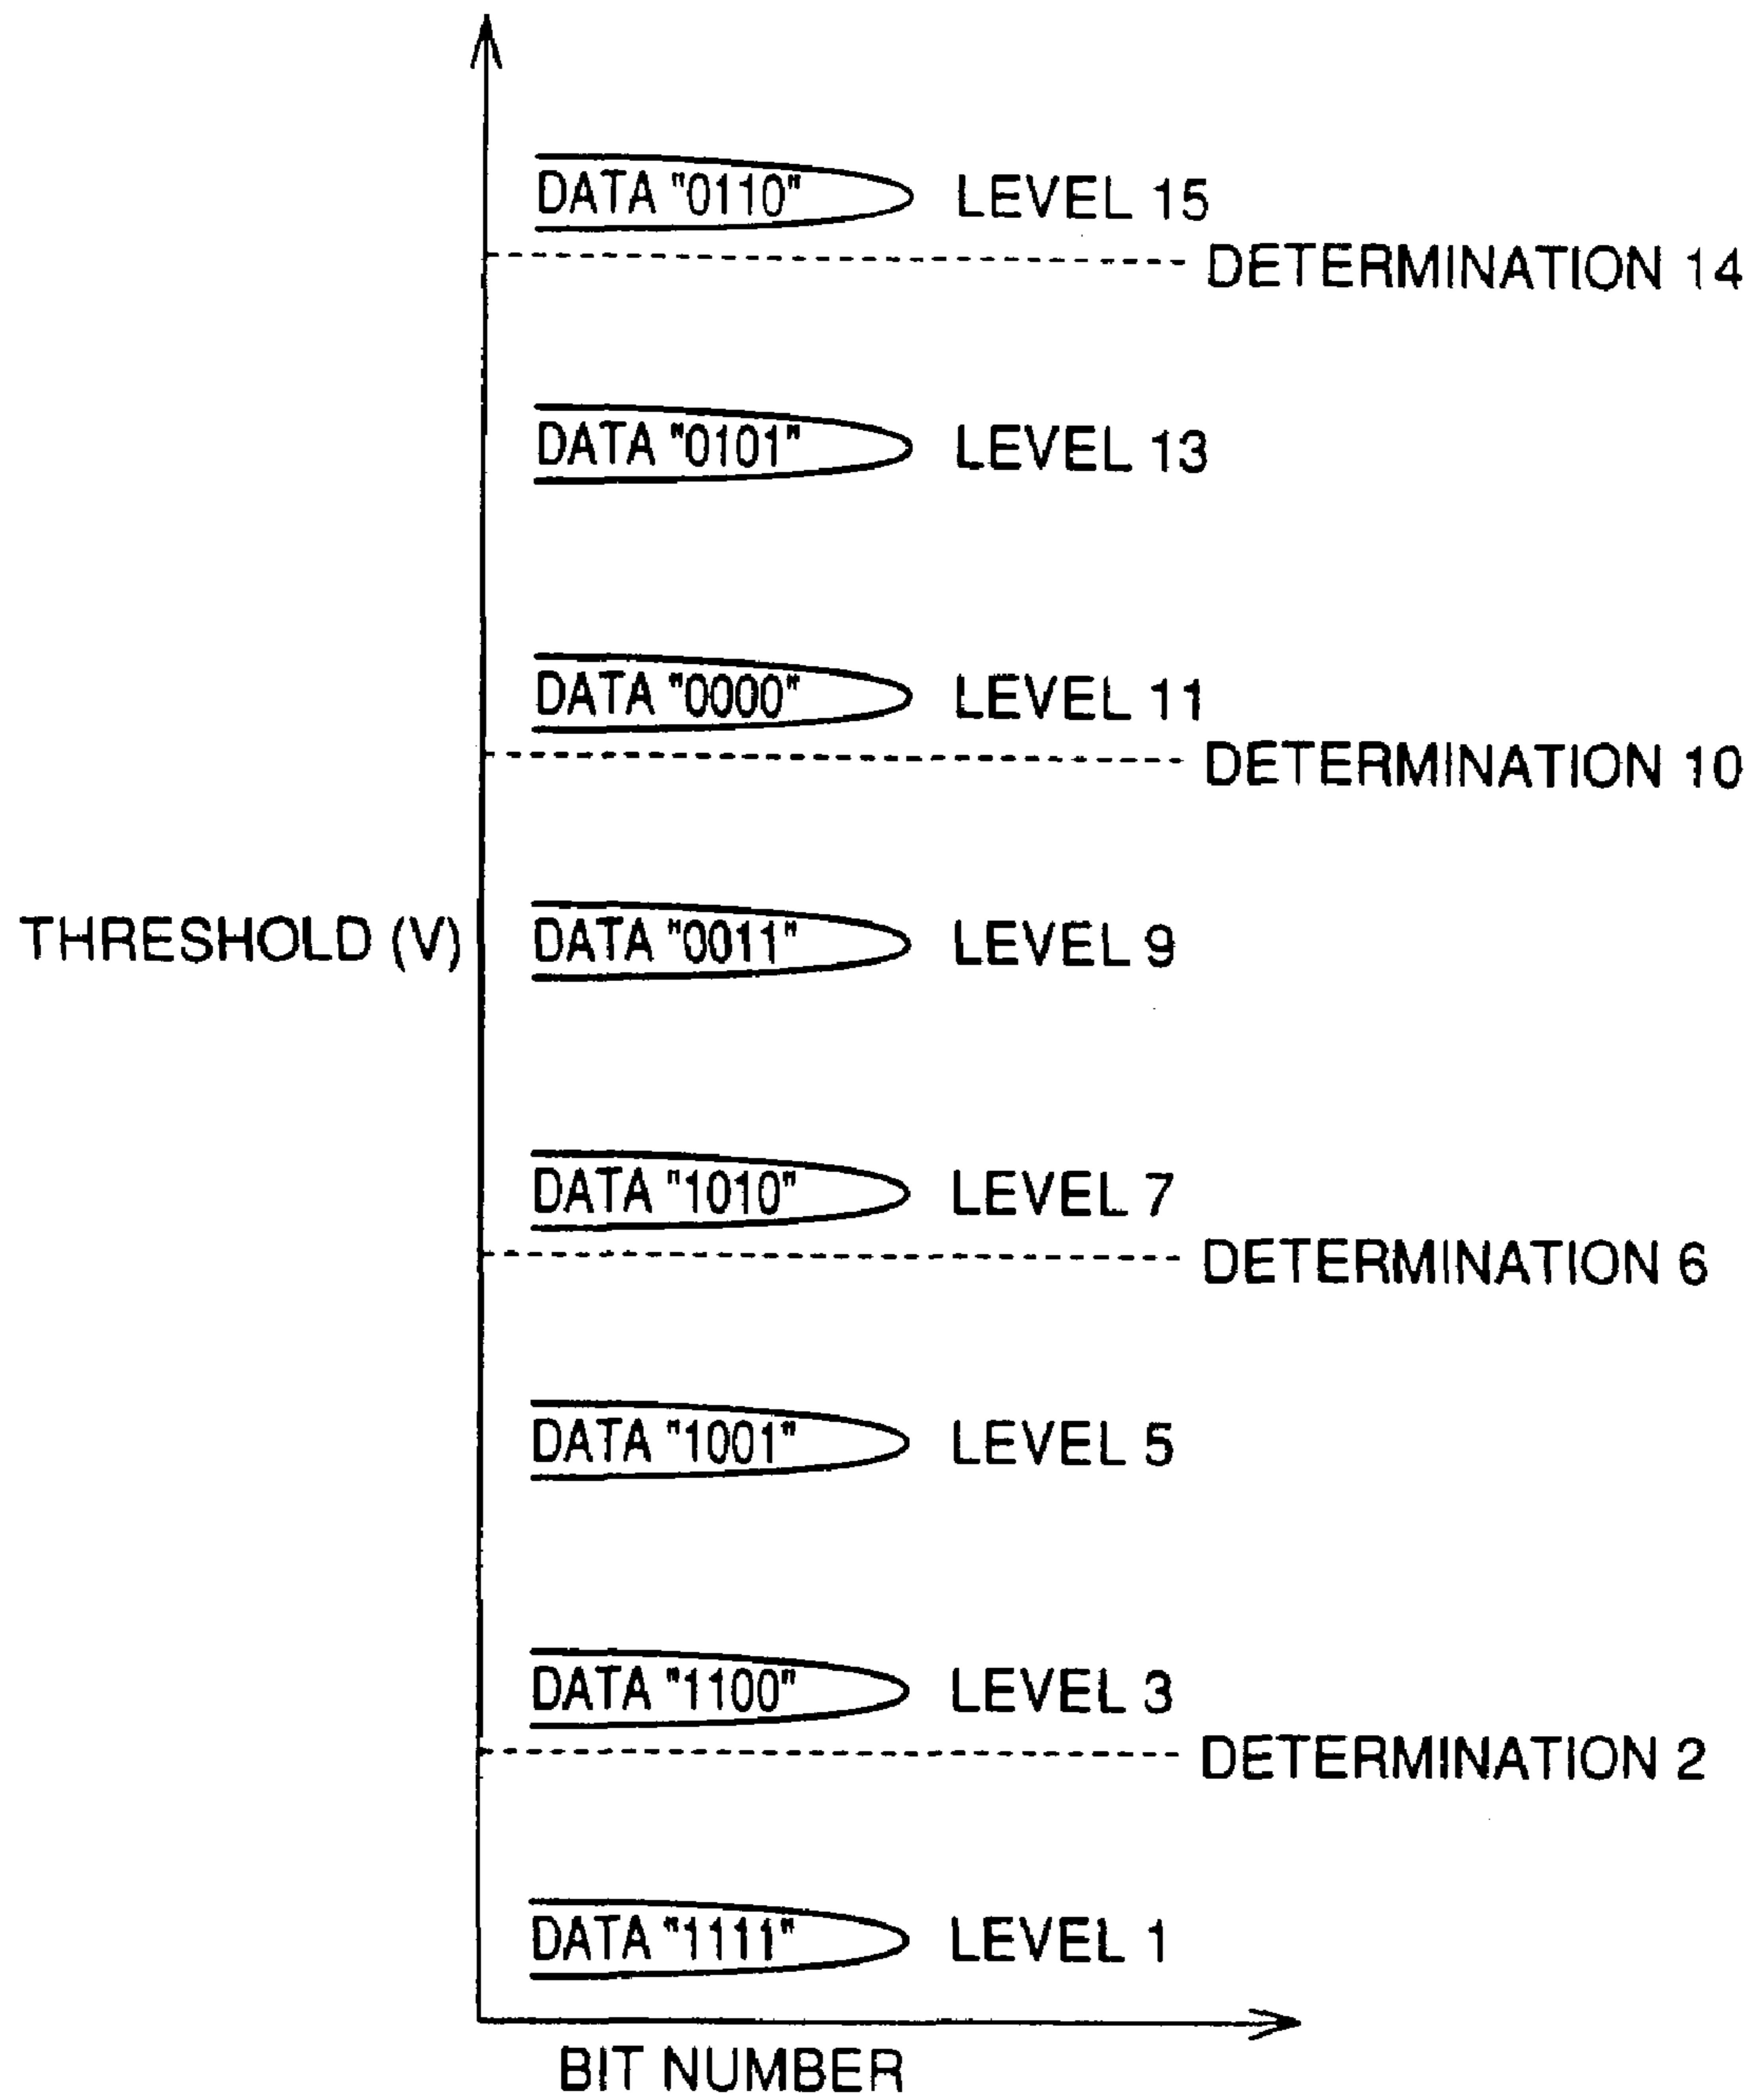 DATA "0110" LEVEL 15
DETERMINATION 14
DATA "0101" LEVEL 13
DATA "0000" LEVEL 11
DETERMINATION 10
THRESHOLD (V) DATA "0011" LEVEL 9
DATA "1010" LEVEL 7
DETERMINATION 6
DATA "1001" LEVEL 5
DATA "1100" LEVEL 3
DETERMINATION 2
DATA "1111" LEVEL 1
BIT NUMBER